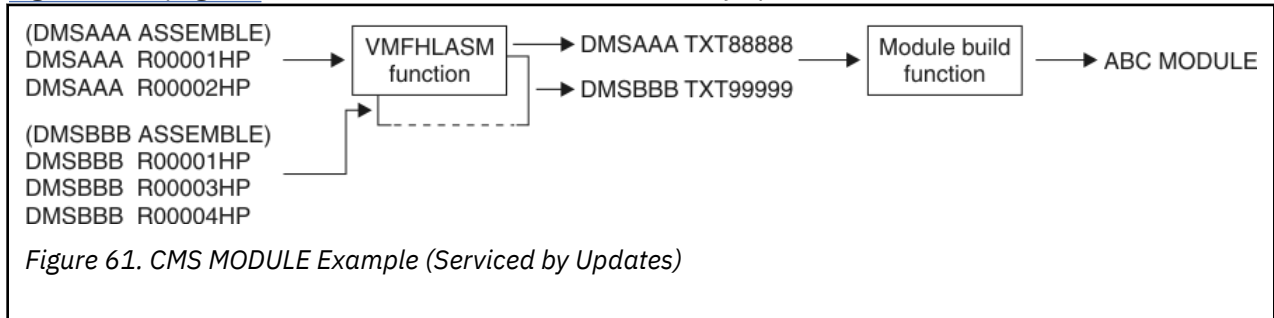 (DMSAAA ASSEMBLE)
DMSAAA R00001HP
DMSAAA R00002HP
(DMSBBB ASSEMBLE)
DMSBBB R00001HP
DMSBBB R00003HP
DMSBBB R00004HP
VMFHLASM
function
DMSAAA TXT88888
DMSBBB TXT99999
Module build
function
ABC MODULE
Figure 61. CMS MODULE Example (Serviced by Updates)